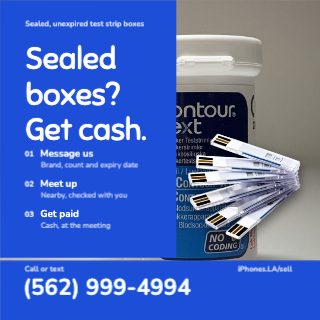 Sealed, unexpired test strip boxes
Sealed
boxes?
Get cash.
01 Message us
Brand, count and expiry date
02 Meet up
Nearby, checked with you
03 Get paid
Cash, at the meeting
ontour
ext
NO
CODING
Call or text
iPhones.LA/sell
(562) 999-4994